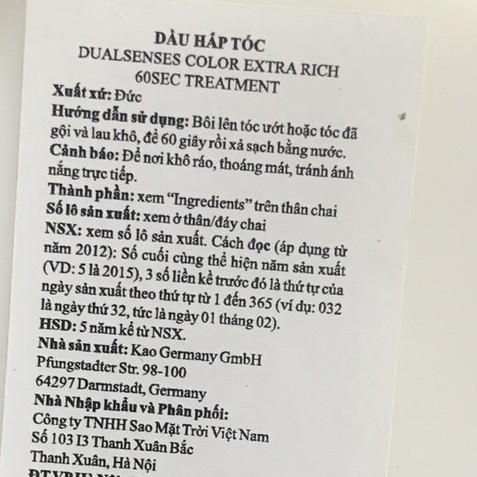 DẦU HẤP TÓC
DUALSENSES COLOR EXTRA RICH
60SEC TREATMENT
Xuất xứ: Đức
Hướng dẫn sử dụng: Bôi lên tóc ướt hoặc tóc đã
gội và lau khô, để 60 giây rồi xả sạch bằng nước.
Cảnh báo: Để nơi khô ráo, thoáng mát, tránh ánh
nắng trực tiếp.
Thành phần: xem “Ingredients” trên thân chai
Số lô sản xuất: xem ở thân/đáy chai
NSX: xem số lô sản xuất. Cách đọc (áp dụng từ
năm 2012): Số cuối cùng thể hiện năm sản xuất
(VD: 5 là 2015), 3 số liền kề trước đó là thứ tự của
ngày sản xuất theo thứ tự từ 1 đến 365 (ví dụ: 032
là ngày thứ 32, tức là ngày 01 tháng 02).
HSD: 5 năm kể từ NSX.
Nhà sản xuất: Kao Germany GmbH
Pfungstadter Str. 98-100
64297 Darmstadt, Germany
Nhà Nhập khẩu và Phân phối:
Công ty TNHH Sao Mặt Trời Việt Nam
Số 103 I3 Thanh Xuân Bắc
Thanh Xuân, Hà Nội